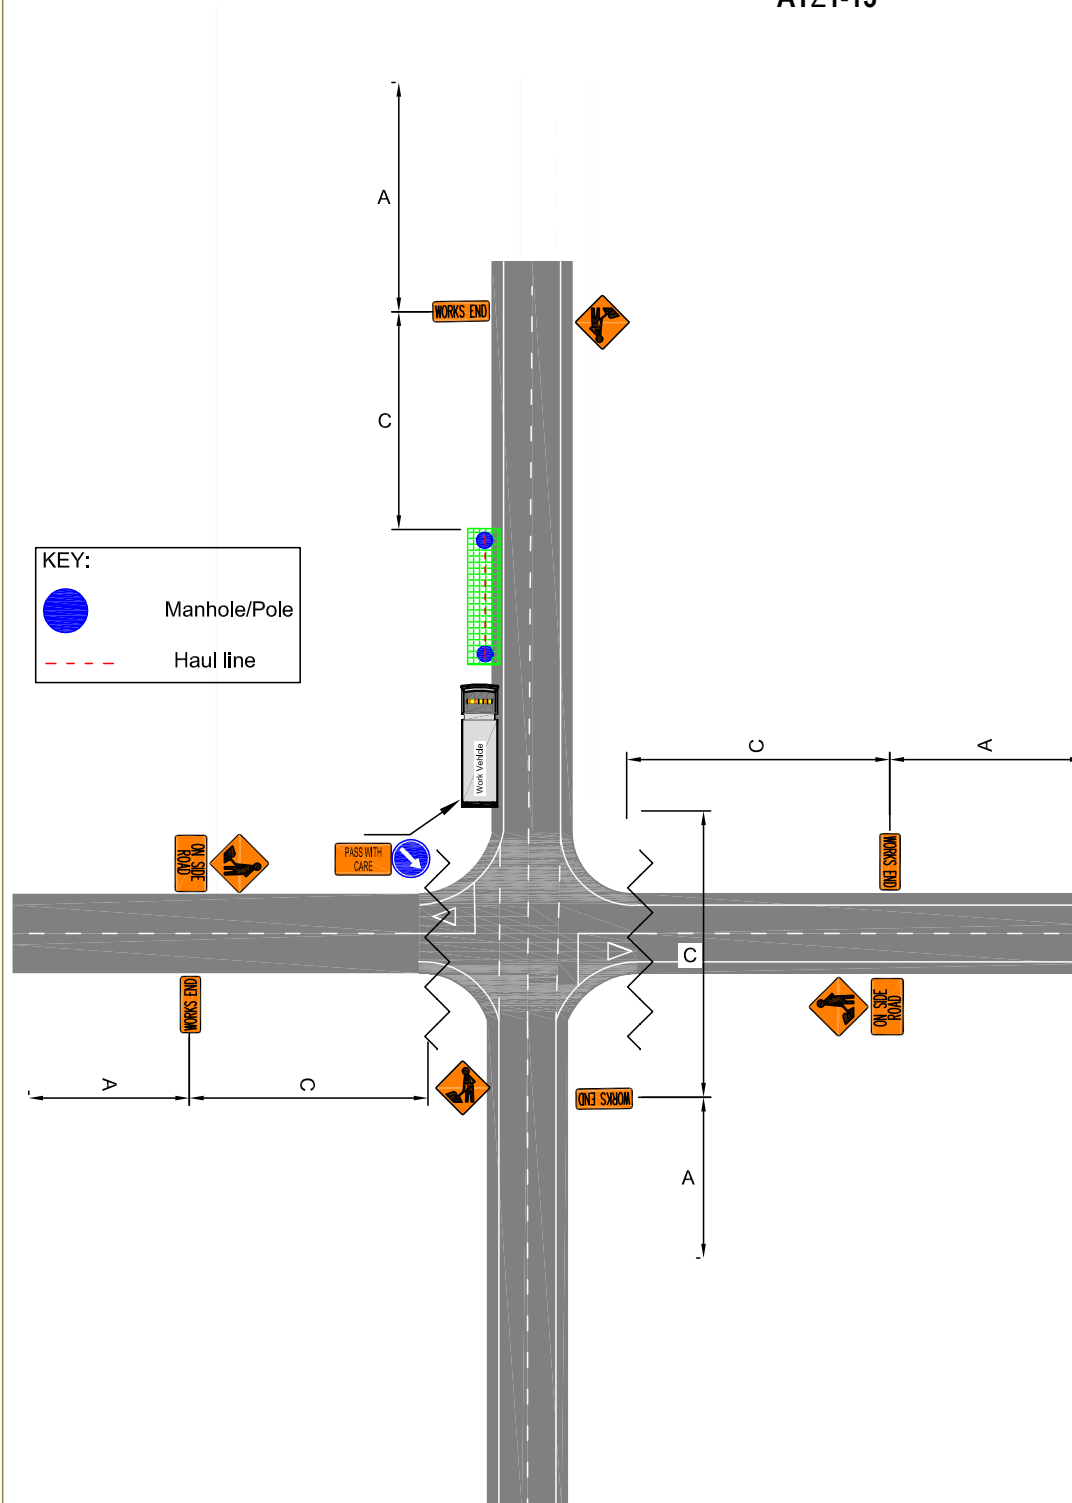 A
WORKS END
C
KEY:
Manhole/Pole
Haul line
Work Vehicle
C
A
PASS WITH
CARE
ON SIDE
ROAD
WORKS END
C
WORKS END
ON SIDE
ROAD
A
C
WORKS END
A